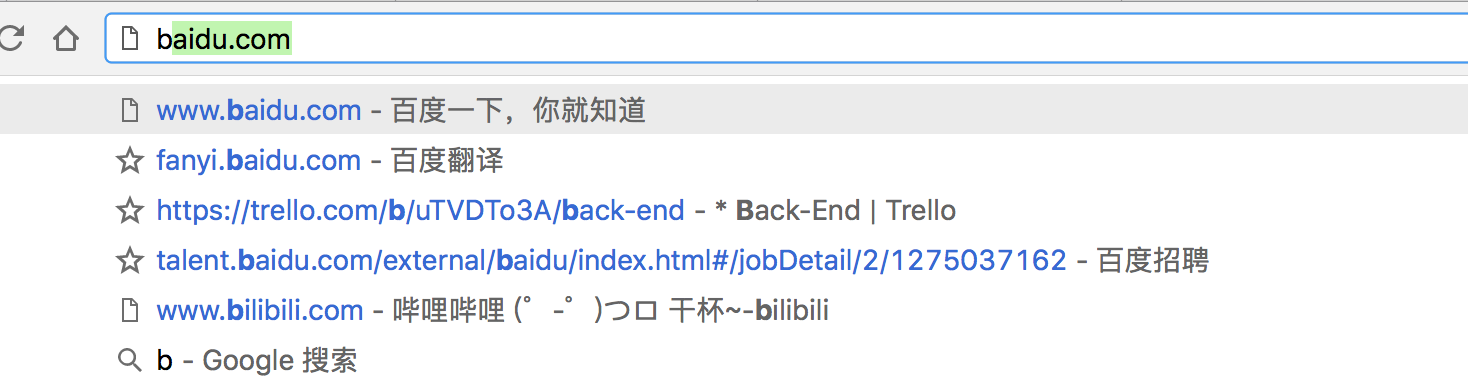 baidu.com
www.baidu.com - 百度一下，你就知道
fanyi.baidu.com - 百度翻译
https://trello.com/b/uTVDTo3A/back-end - * Back-End | Trello
talent.baidu.com/external/baidu/index.html#/jobDetail/2/1275037162 - 百度招聘
www.bilibili.com - 哔哩哔哩 (゜-゜)つロ 干杯~-bilibili
b - Google 搜索